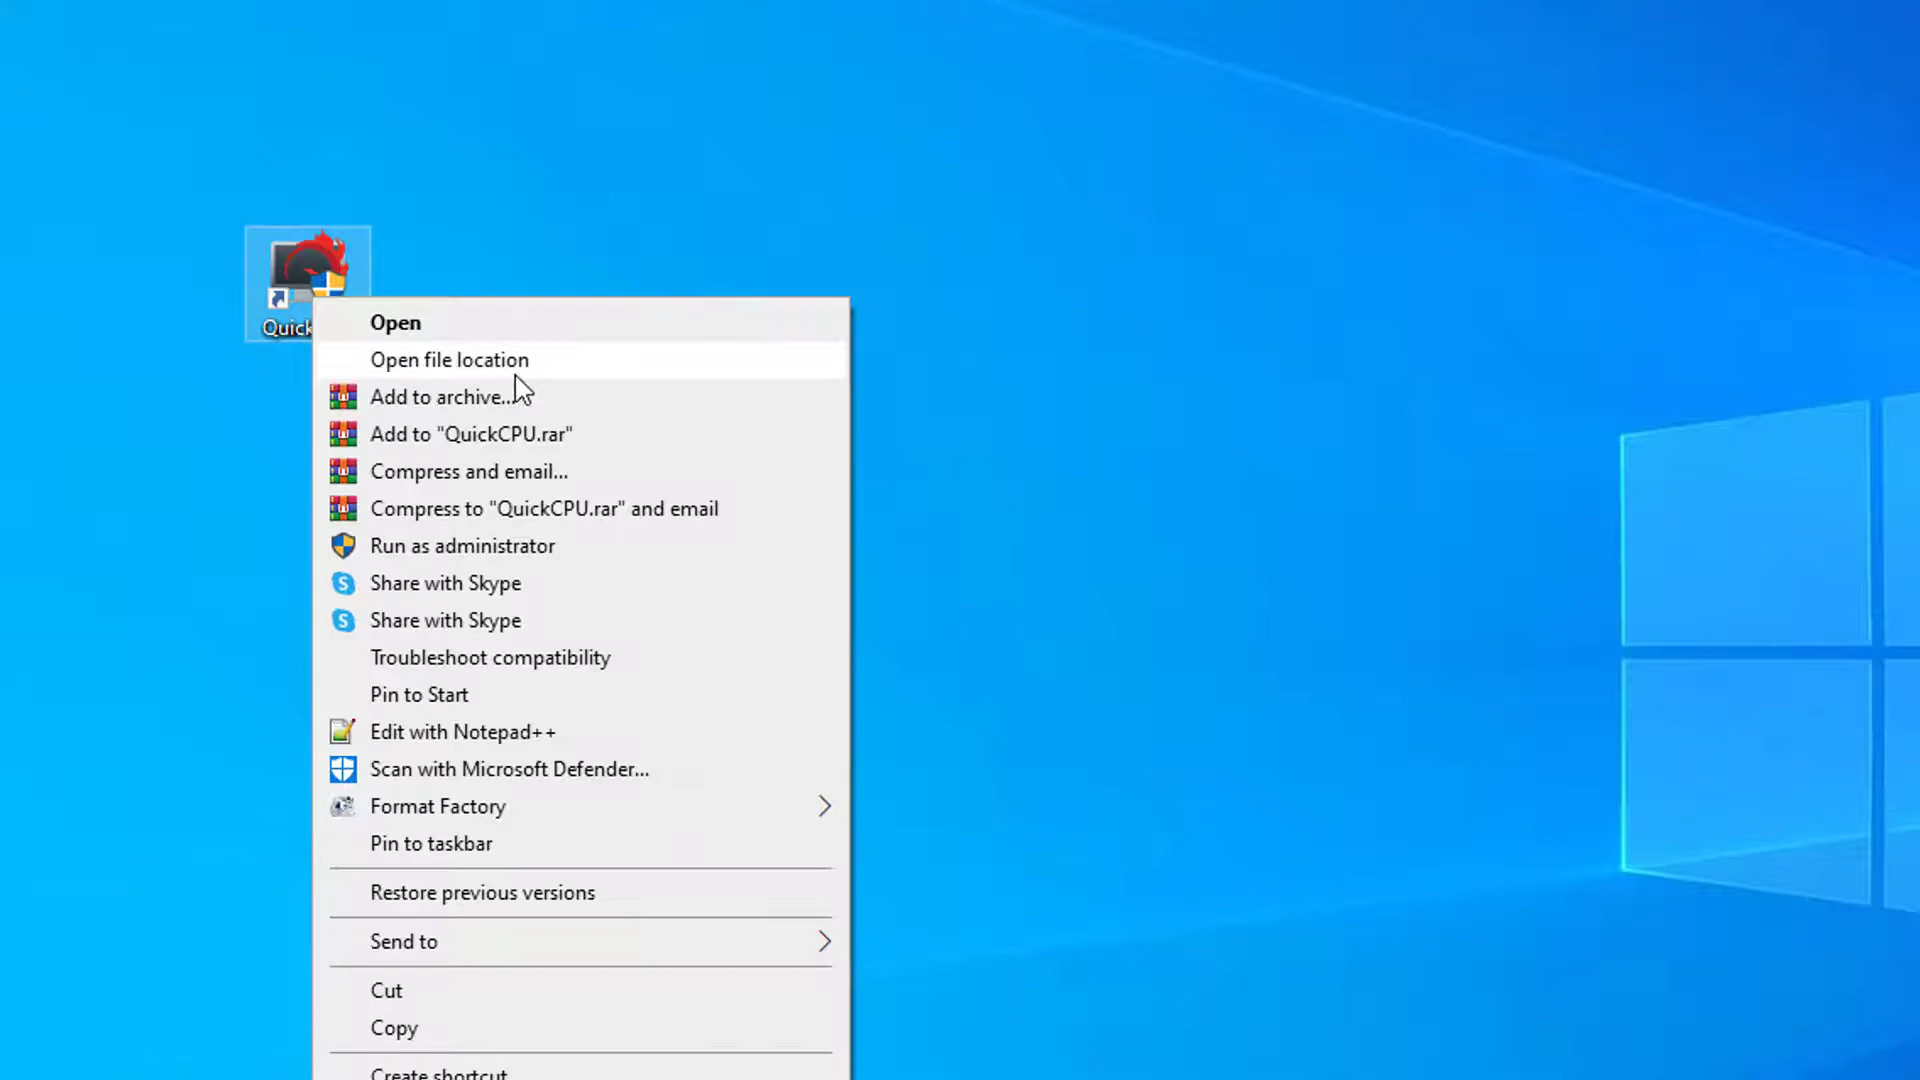 Quick
Open
Open file location
Add to archive...
Add to "QuickCPU.rar"
Compress and email...
Compress to "QuickCPU.rar" and email
Run as administrator
Share with Skype
Share with Skype
Troubleshoot compatibility
Pin to Start
Edit with Notepad++
Scan with Microsoft Defender...
Format Factory
Pin to taskbar
Restore previous versions
Send to
Cut
Copy
Create shortcut